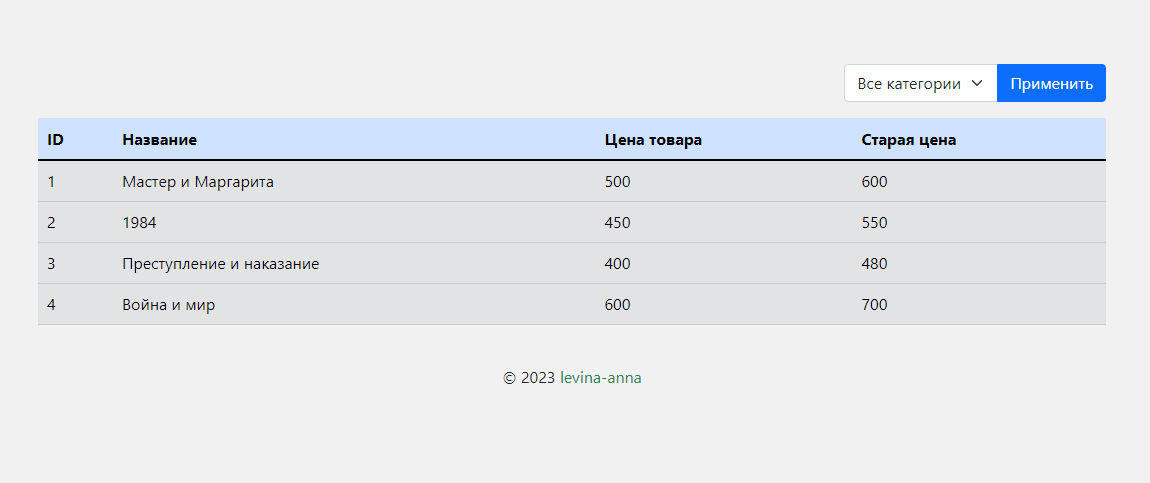 Все категории Применить
ID Название Цена товара Старая цена
1 Мастер и Маргарита 500 600
2 1984 450 550
3 Преступление и наказание 400 480
4 Война и мир 600 700
© 2023 levina-anna